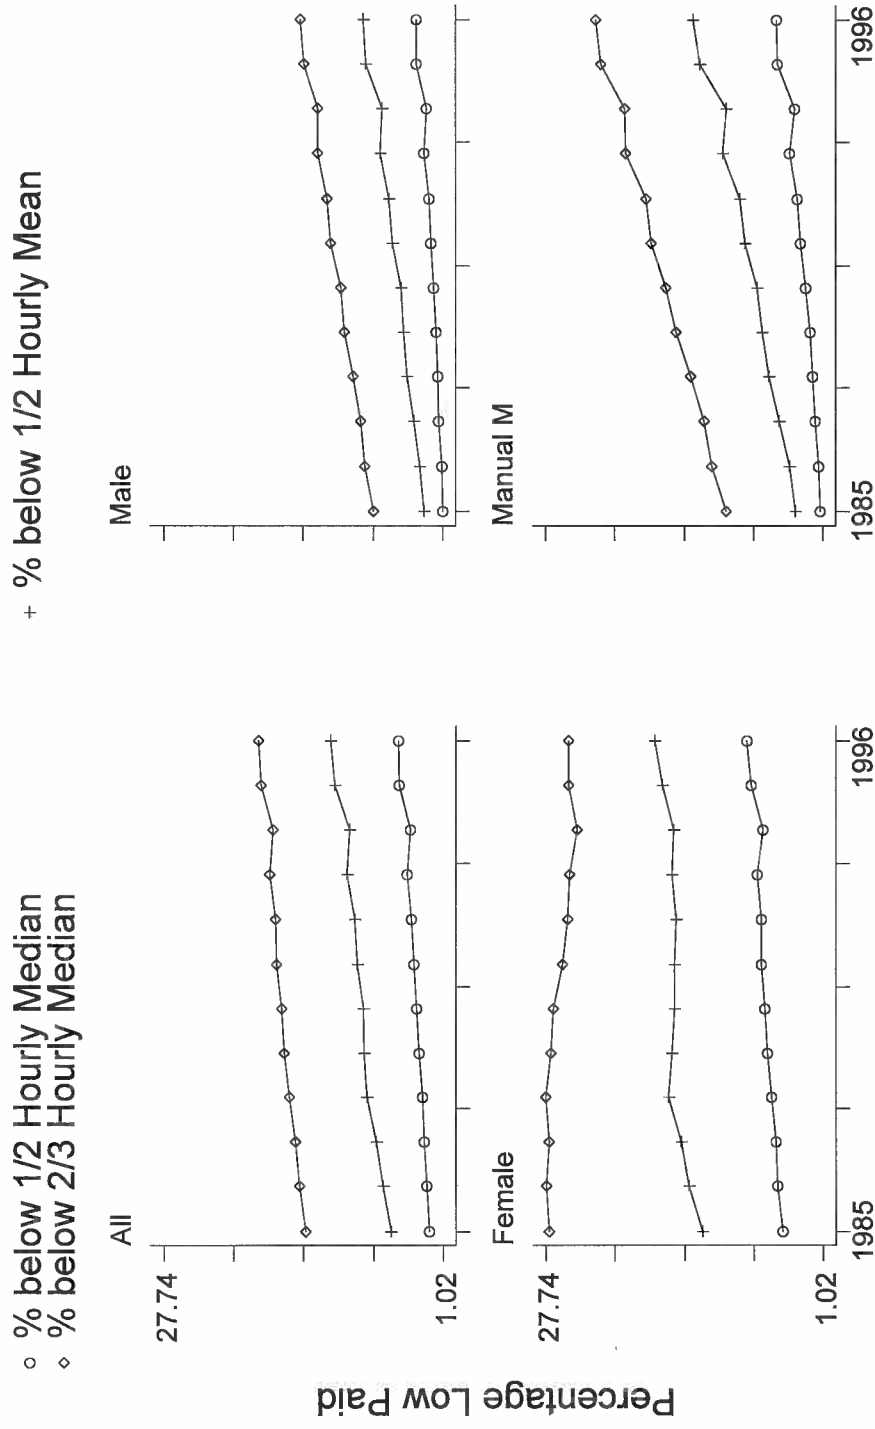 ○ % below 1/2 Hourly Median
◇ % below 2/3 Hourly Median
+ % below 1/2 Hourly Mean
Percentage Low Paid
All
27.74
1.02
Male
Female
27.74
1.02
1985
1996
Manual M
1985
1996